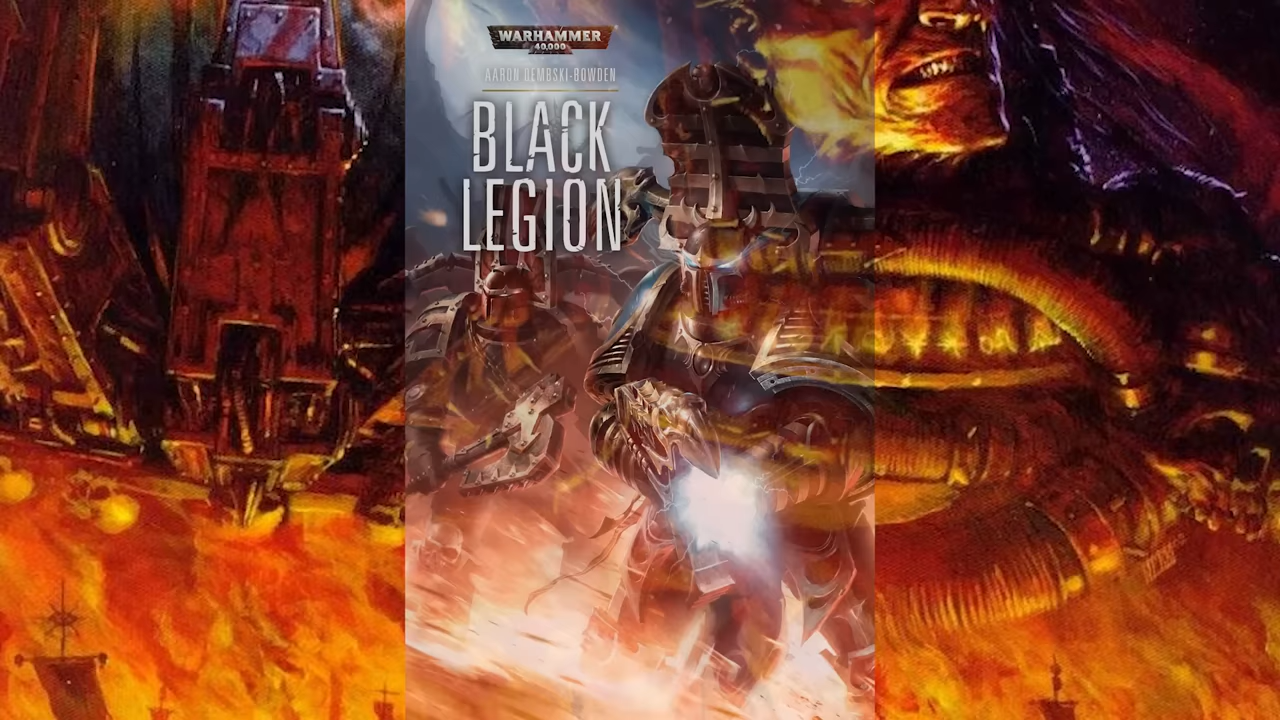 WARHAMMER
40,000
AARON DEMBSKI-BOWDEN
BLACK
LEGION